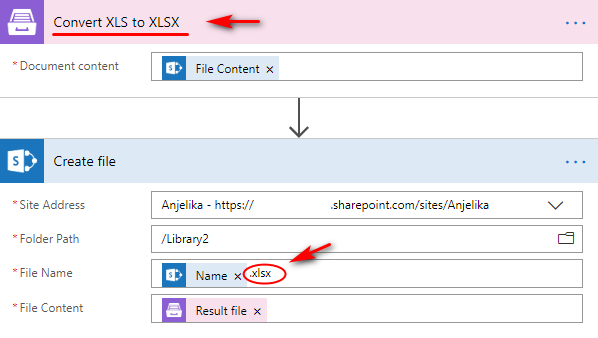 Convert XLS to XLSX
*Document content
File Content ×
Create file
*Site Address
Anjelika - https:// .sharepoint.com/sites/Anjelika
*Folder Path
/Library2
*File Name
Name × .xlsx
*File Content
Result file ×